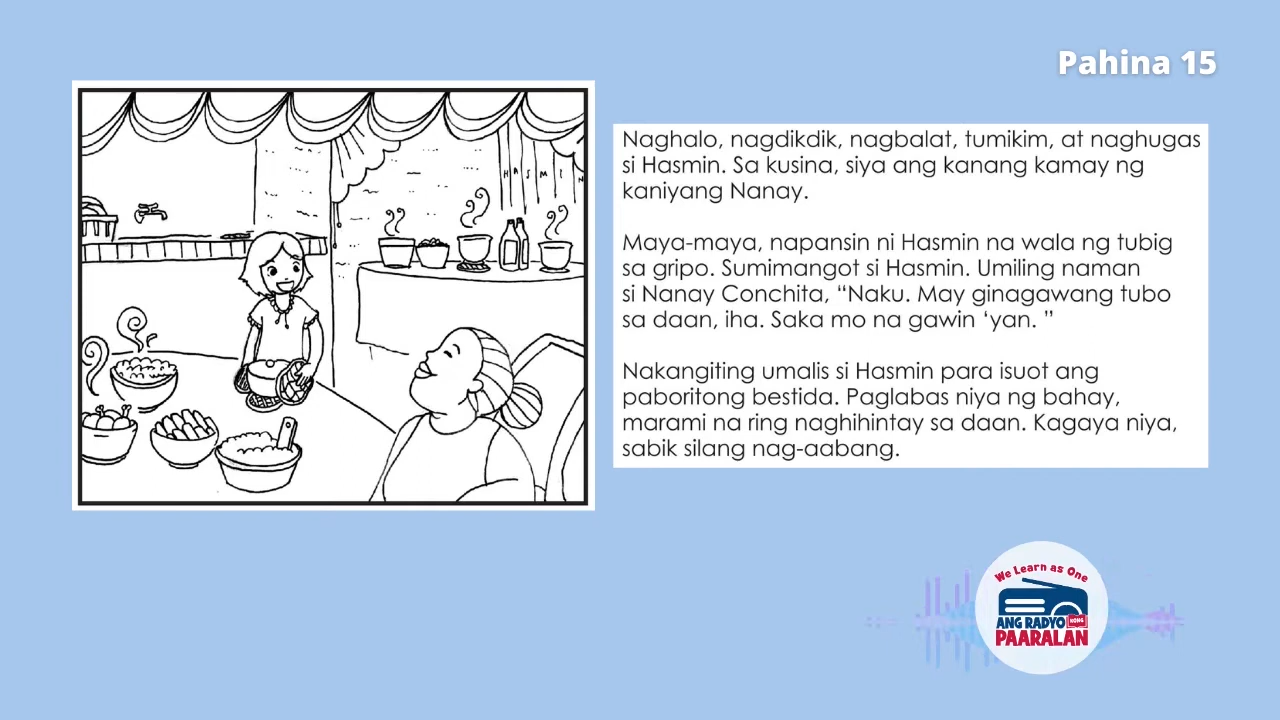 Pahina 15
Naghalo, nagdikdik, nagbalat, tumikim, at naghugas
si Hasmin. Sa kusina, siya ang kanang kamay ng
kaniyang Nanay.
Maya-maya, napansin ni Hasmin na wala ng tubig
sa gripo. Sumimangot si Hasmin. Umiling naman
si Nanay Conchita, “Naku. May ginagawang tubo
sa daan, iha. Saka mo na gawin ‘yan. ”
Nakangiting umalis si Hasmin para isuot ang
paboritong bestida. Paglabas niya ng bahay,
marami na ring naghihintay sa daan. Kagaya niya,
sabik silang nag-aabang.
HASMIN
We Learn as One
ANG RADYO KONG
PAARALAN